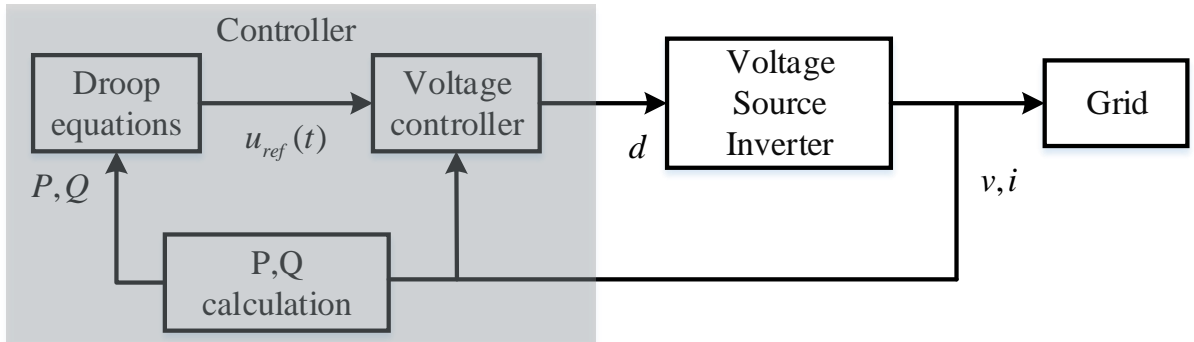 Controller
Droop
equations
u_ref(t)
Voltage
controller
d
Voltage
Source
Inverter
Grid
P,Q
v,i
P,Q
calculation